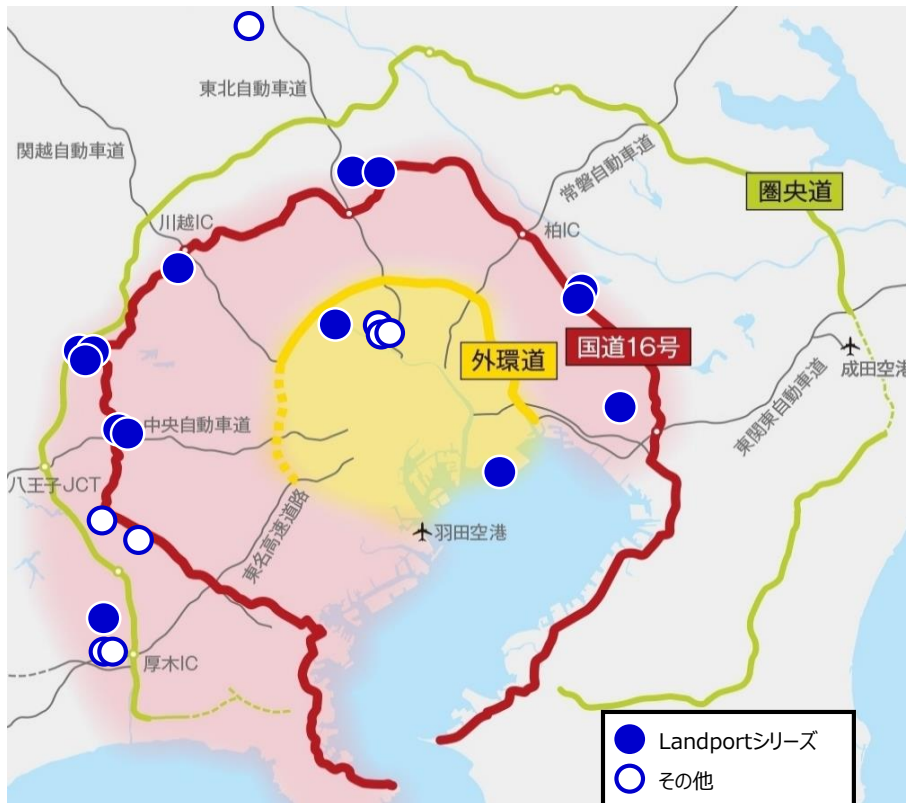 東北自動車道
関越自動車道
常磐自動車道
圏央道
川越IC
柏IC
国道16号
外環道
成田空港
東関東自動車道
中央自動車道
八王子JCT
東名高速道路
羽田空港
厚木IC
Landportシリーズ
その他